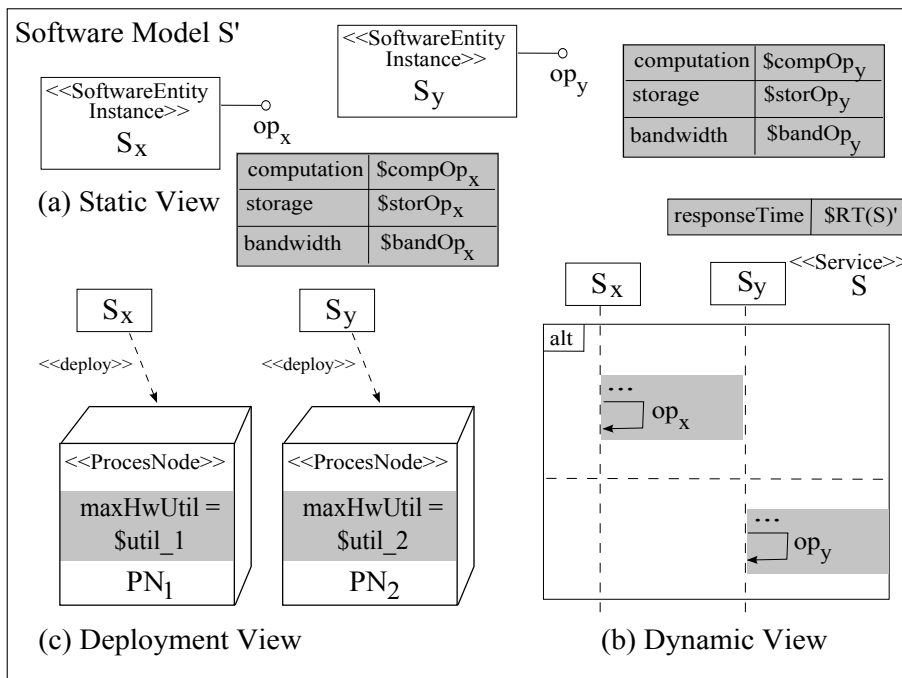 Software Model S'
<<SoftwareEntity
Instance>>
S_x
op_x
<<SoftwareEntity
Instance>>
S_y
op_y
computation $compOp_y
storage $storOp_y
bandwidth $bandOp_y
(a) Static View
computation $compOp_x
storage $storOp_x
bandwidth $bandOp_x
responseTime $RT(S)'
<<Service>>
S
S_x
S_y
alt
...
op_x
...
op_y
(b) Dynamic View
S_x
<<deploy>>
S_y
<<deploy>>
<<ProcesNode>>
maxHwUtil =
$util_1
PN_1
<<ProcesNode>>
maxHwUtil =
$util_2
PN_2
(c) Deployment View